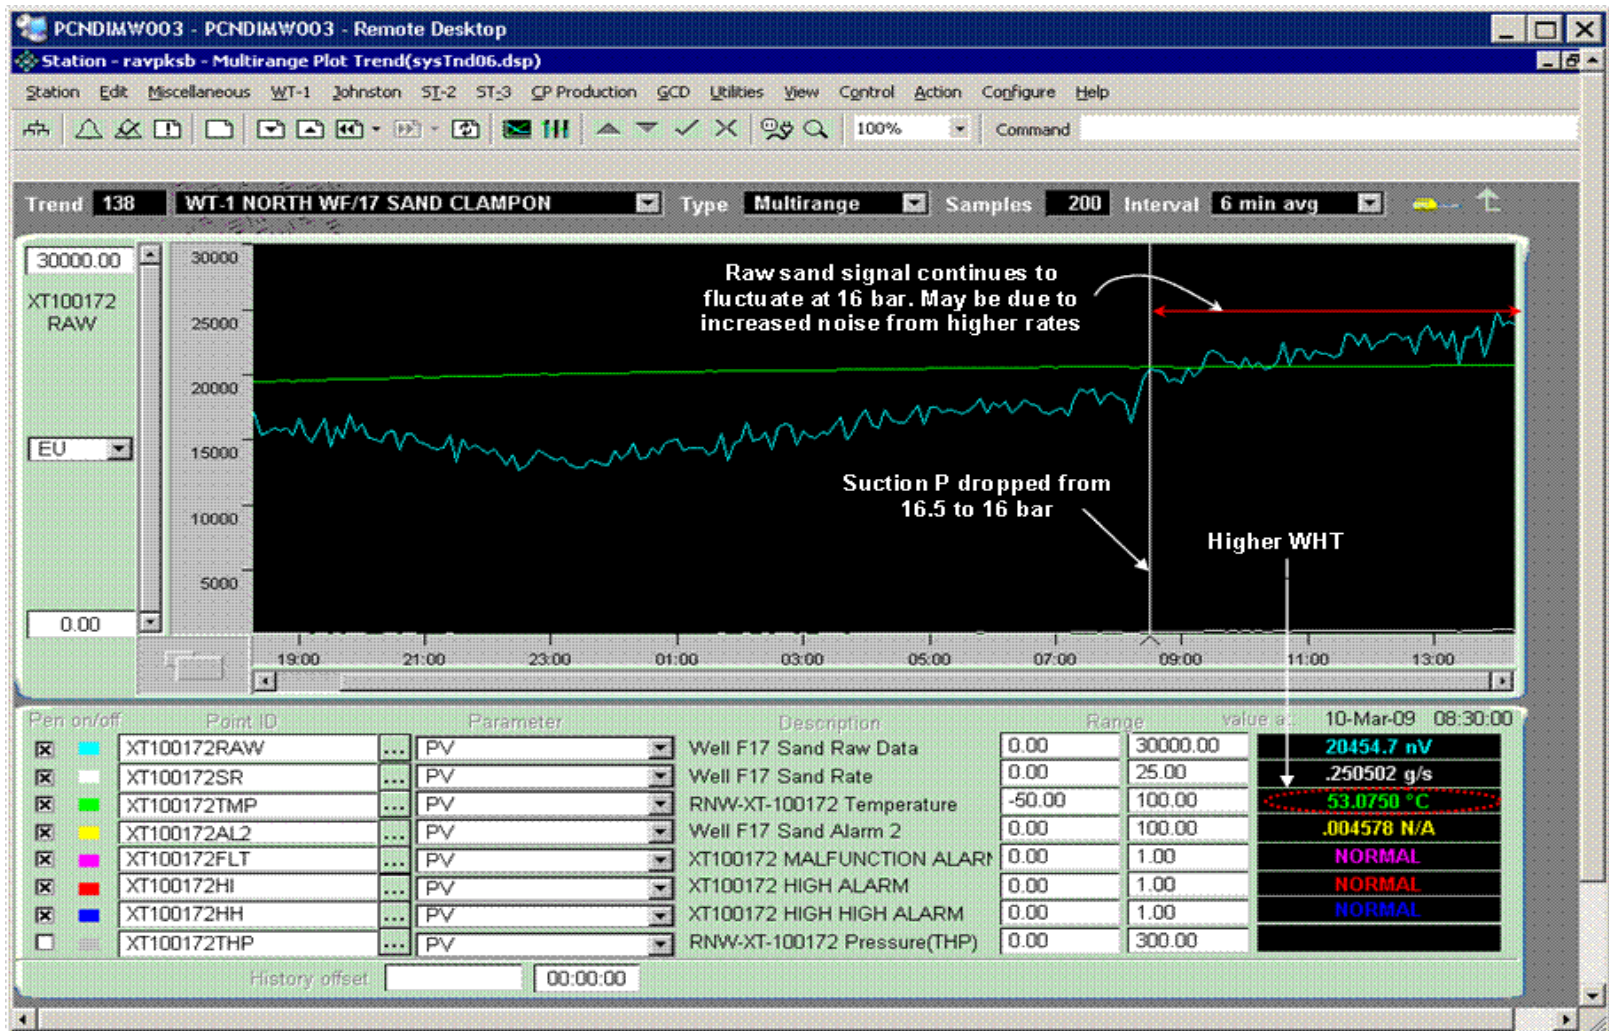 PCNDIMW003 - PCNDIMW003 - Remote Desktop
Station - ravpksb - Multirange Plot Trend(sysTnd06.dsp)
Station Edit Miscellaneous WT-1 Johnston ST-2 ST-3 CP Production GCD Utilities View Control Action Configure Help
100% Command
Trend 138 WT-1 NORTH WF/17 SAND CLAMPON Type Multirange Samples 200 Interval 6 min avg
30000.00
XT100172
RAW
EU
0.00
30000
25000
20000
15000
10000
5000
Raw sand signal continues to
fluctuate at 16 bar. May be due to
increased noise from higher rates
Suction P dropped from
16.5 to 16 bar
Higher WHT
19:00 21:00 23:00 01:00 03:00 05:00 07:00 09:00 11:00 13:00
Pen on/off Point ID Parameter Description Range value a: 10-Mar-09 08:30:00
XT100172RAW ... PV Well F17 Sand Raw Data 0.00 30000.00 20454.7 nV
XT100172SR ... PV Well F17 Sand Rate 0.00 25.00 .250502 g/s
XT100172TMP ... PV RNW-XT-100172 Temperature -50.00 100.00 53.0750 °C
XT100172AL2 ... PV Well F17 Sand Alarm 2 0.00 100.00 .004578 N/A
XT100172FLT ... PV XT100172 MALFUNCTION ALARM 0.00 1.00 NORMAL
XT100172HI ... PV XT100172 HIGH ALARM 0.00 1.00 NORMAL
XT100172HH ... PV XT100172 HIGH HIGH ALARM 0.00 1.00 NORMAL
XT100172THP ... PV RNW-XT-100172 Pressure(THP) 0.00 300.00
History offset 00:00:00